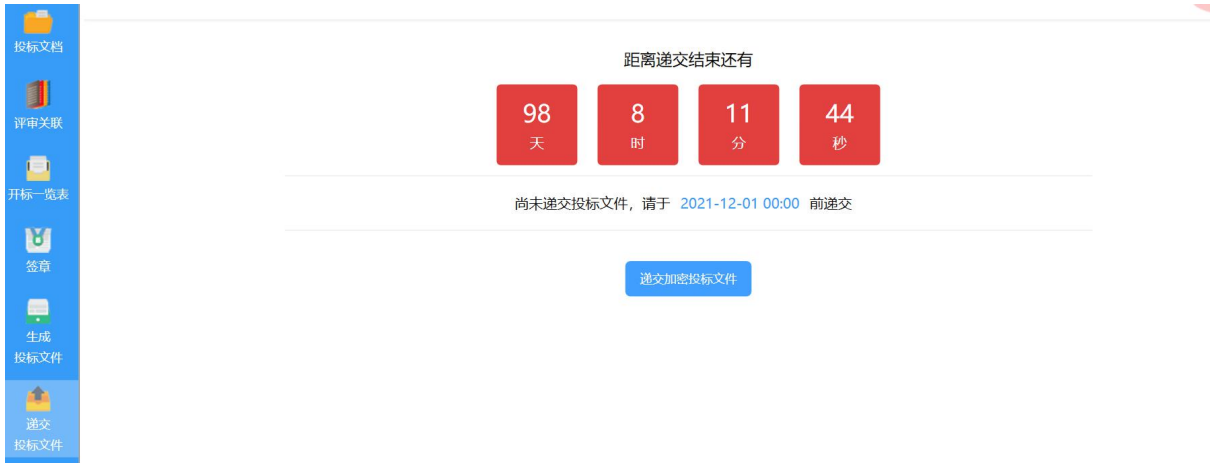 投标文档
评审关联
开标一览表
签章
生成
投标文件
递交
投标文件
距离递交结束还有
98 8 11 44
天 时 分 秒
尚未递交投标文件，请于 2021-12-01 00:00 前递交
递交加密投标文件